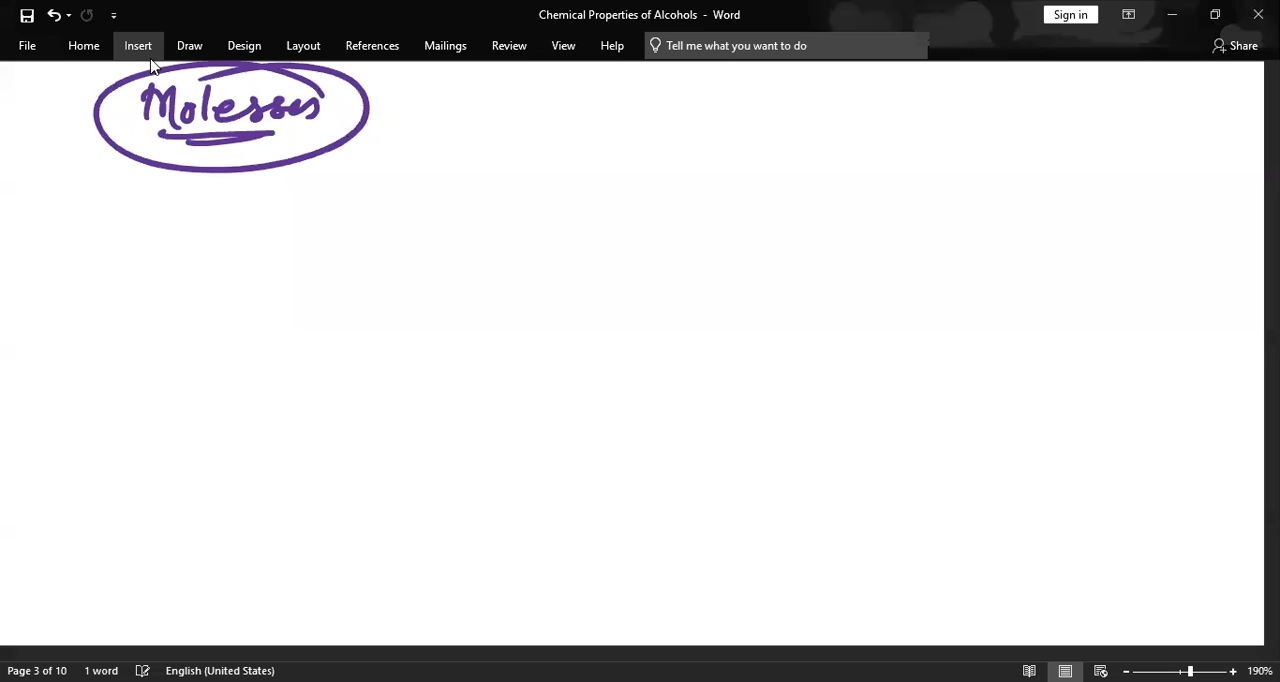 Chemical Properties of Alcohols - Word
Sign in
File Home Insert Draw Design Layout References Mailings Review View Help Tell me what you want to do Share
Molesses
Page 3 of 10 1 word English (United States) 190%